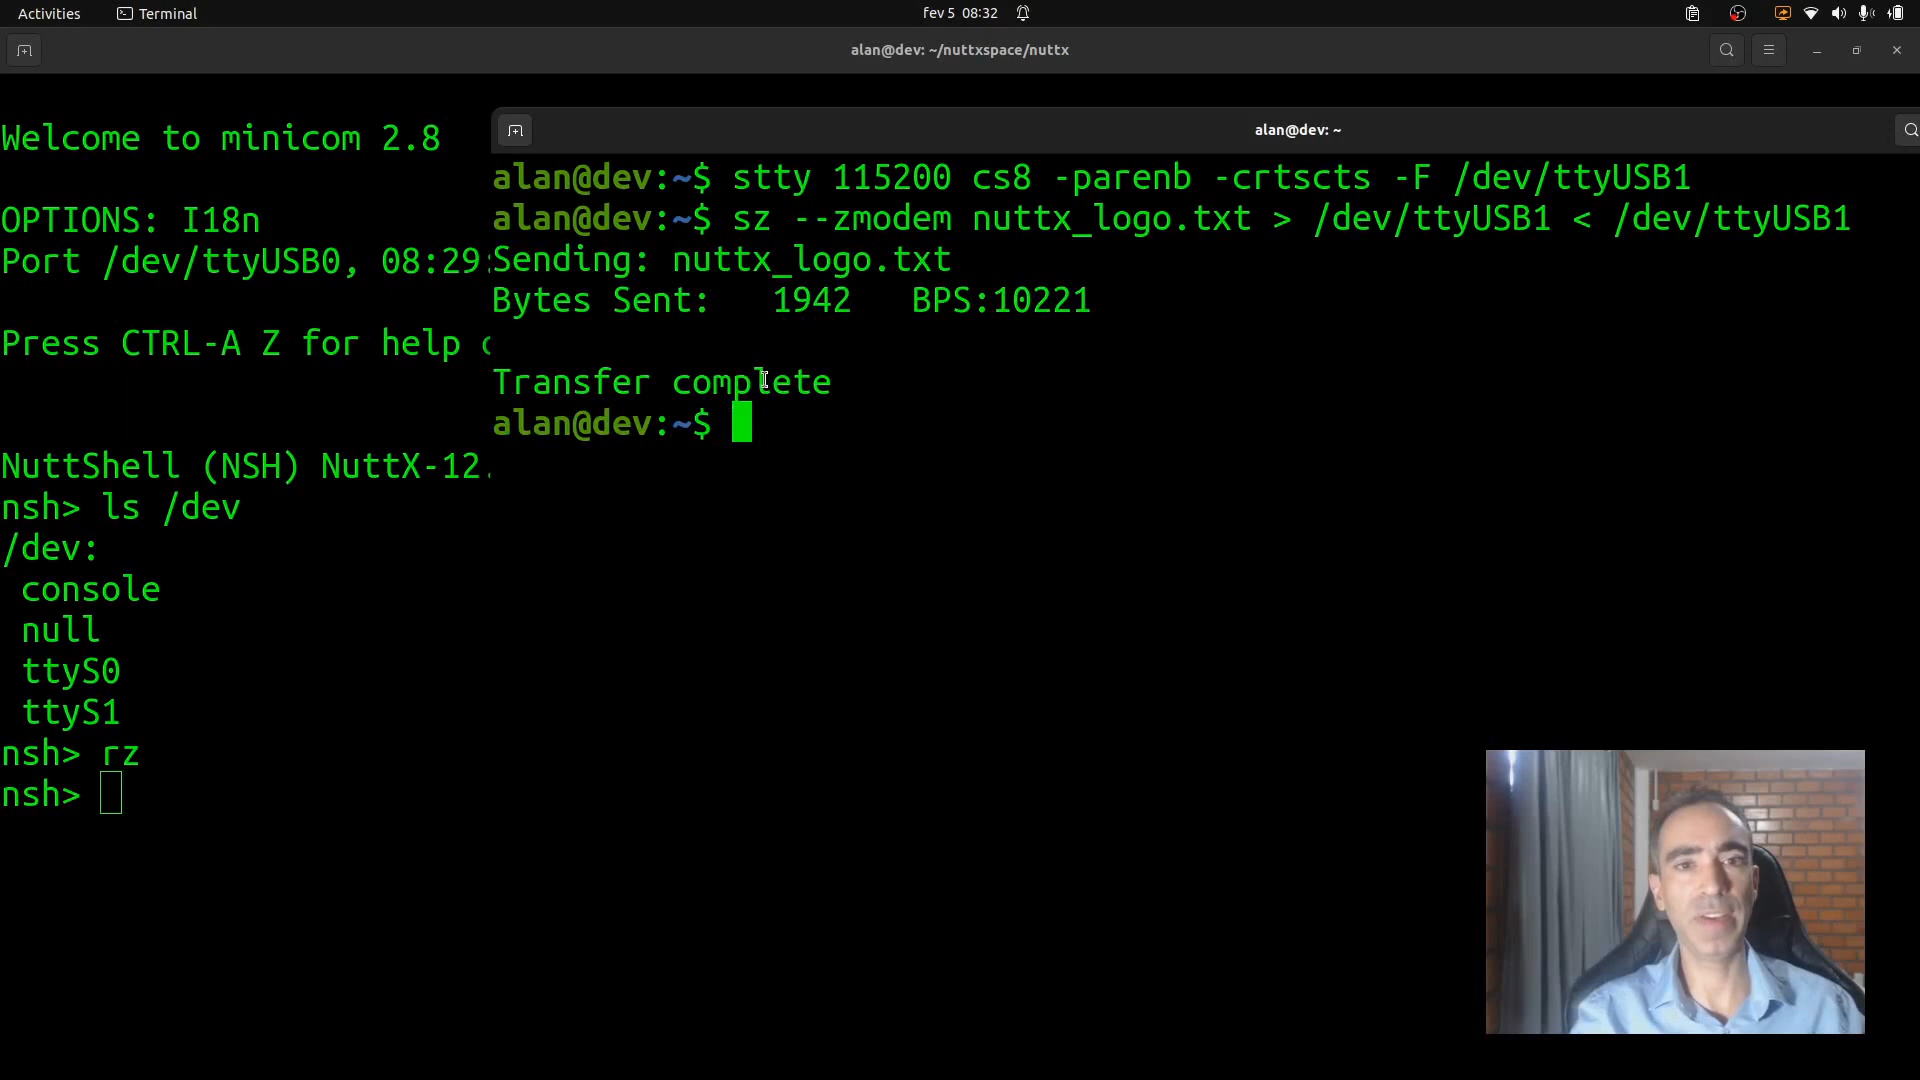 Activities
Terminal
fev 5 08:32
alan@dev: ~/nuttxspace/nuttx
Welcome to minicom 2.8
OPTIONS: I18n
Port /dev/ttyUSB0, 08:29:
Press CTRL-A Z for help
NuttShell (NSH) NuttX-12.
nsh> ls /dev
/dev:
console
null
ttyS0
ttyS1
nsh> rz
nsh>
alan@dev: ~
alan@dev:~$ stty 115200 cs8 -parenb -crtscts -F /dev/ttyUSB1
alan@dev:~$ sz --zmodem nuttx_logo.txt > /dev/ttyUSB1 < /dev/ttyUSB1
Sending: nuttx_logo.txt
Bytes Sent:   1942   BPS:10221
Transfer complete
alan@dev:~$